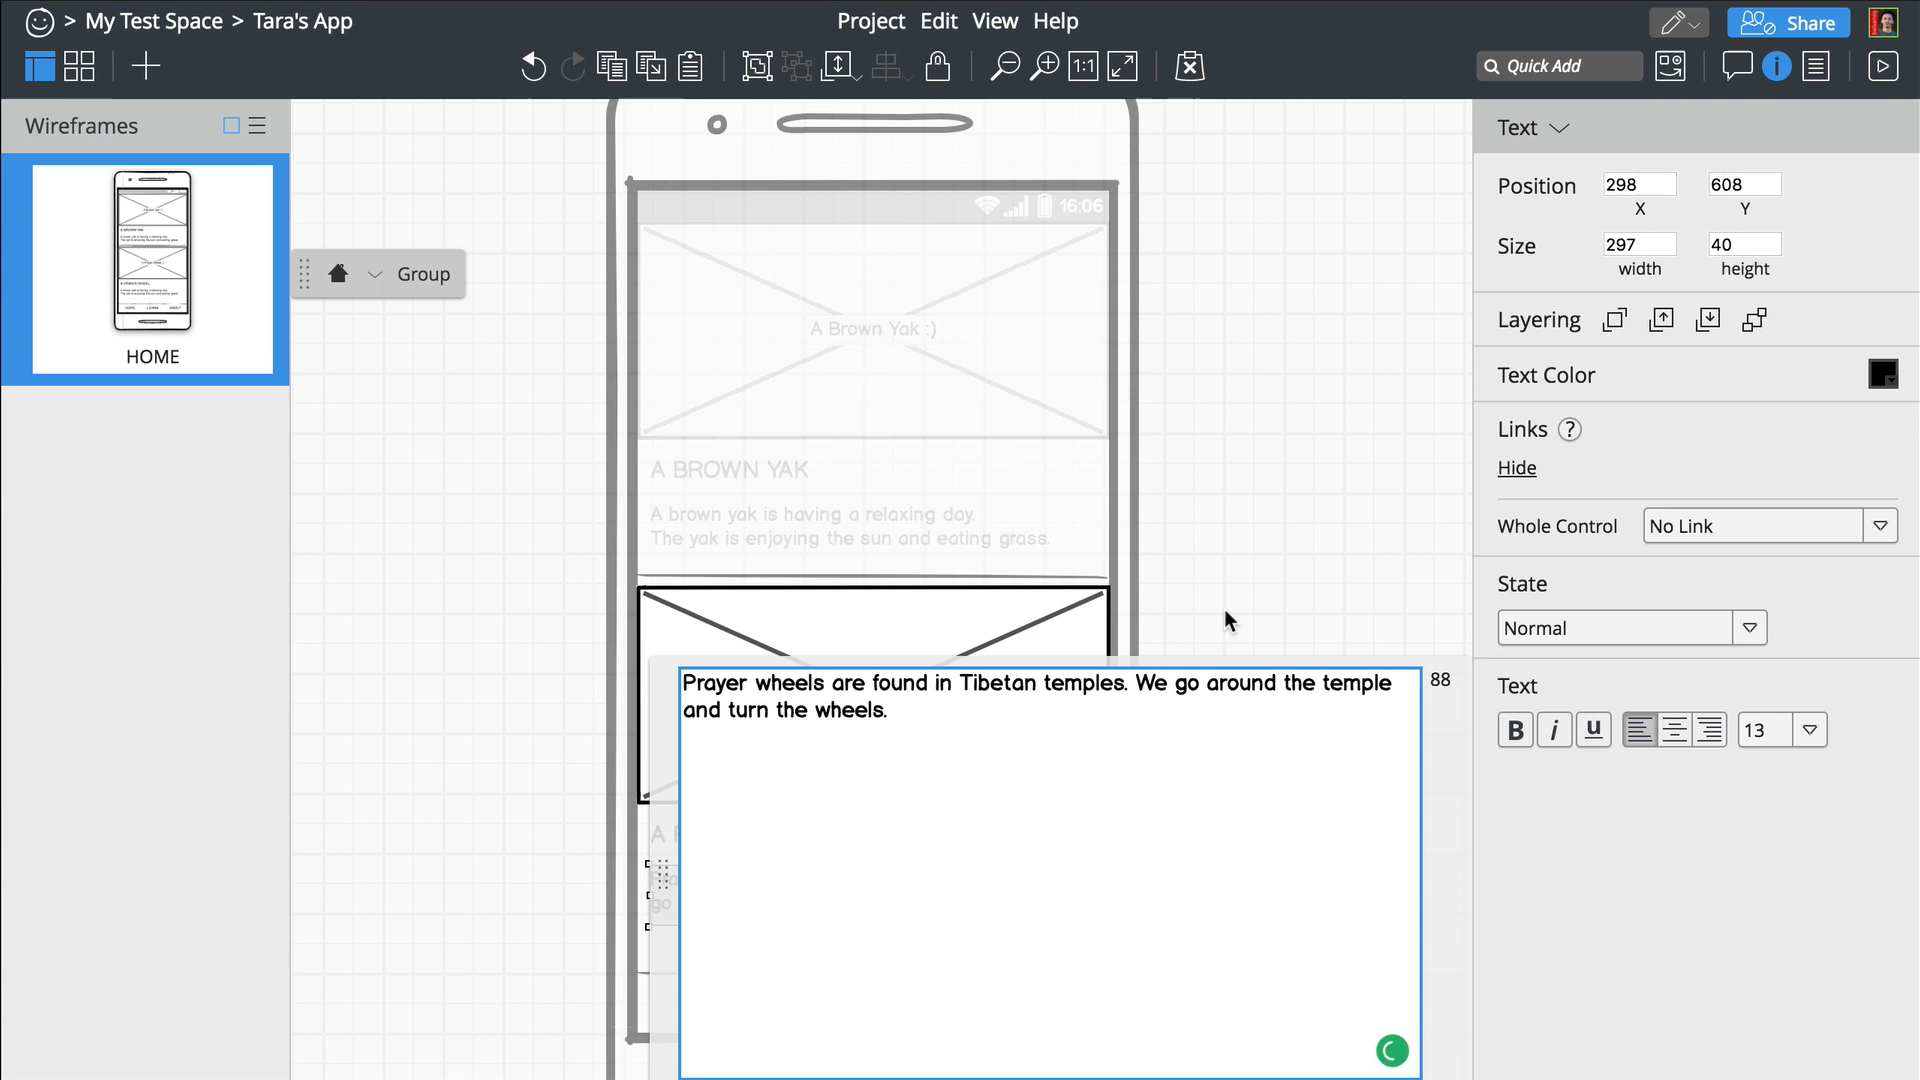 > My Test Space > Tara's App
Project Edit View Help
Share
1:1
Quick Add
i
Wireframes
HOME
Group
16:06
A Brown Yak :)
A BROWN YAK
A brown yak is having a relaxing day.
The yak is enjoying the sun and eating grass.
Prayer wheels are found in Tibetan temples. We go around the temple
and turn the wheels.
88
A
go
Text
Position 298 608
X Y
Size 297 40
width height
Layering
Text Color
Links ?
Hide
Whole Control No Link
State
Normal
Text
B i u 13